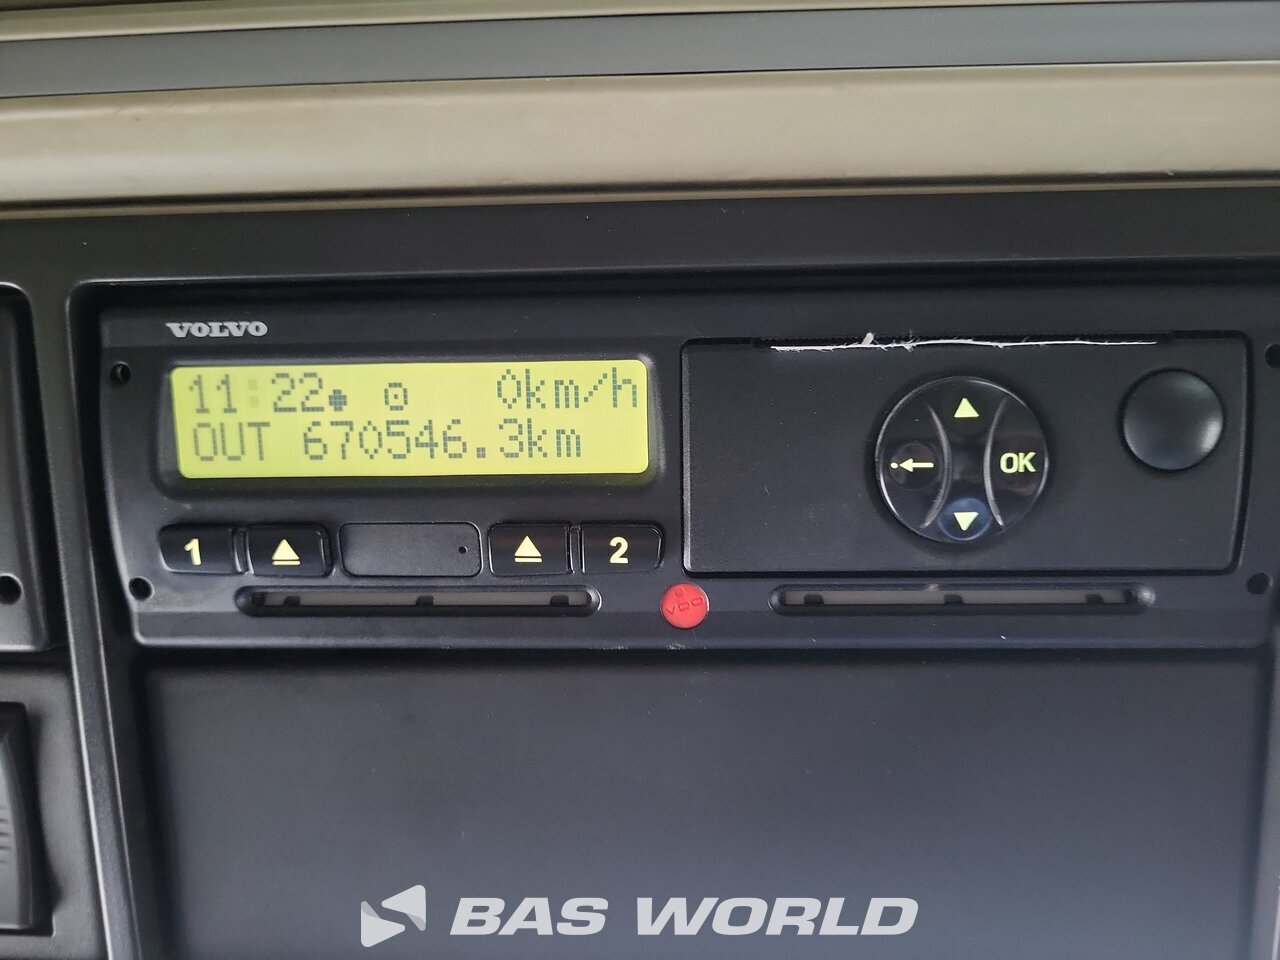 VOLVO
11:22 0km/h
OUT 670546.3km
1 2
OK
VDO
BAS WORLD